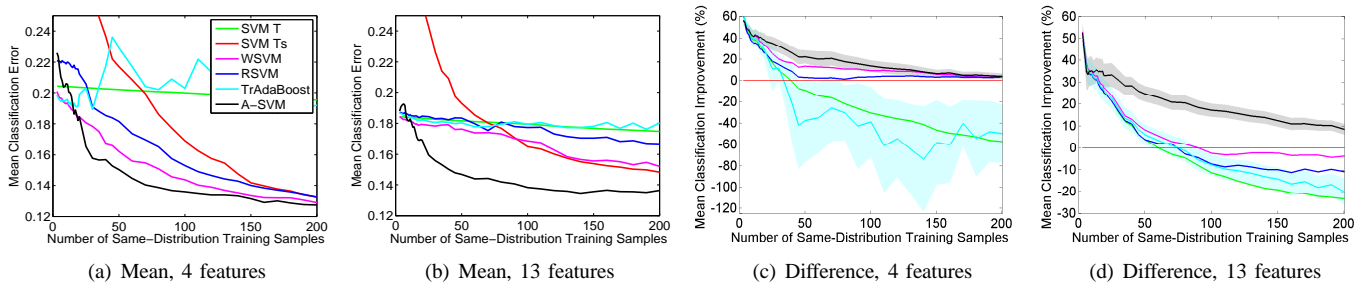 0.24
0.22
0.2
0.18
0.16
0.14
0.12
Mean Classification Error
0 50 100 150 200
Number of Same−Distribution Training Samples
SVM T
SVM Ts
WSVM
RSVM
TrAdaBoost
A−SVM
(a) Mean, 4 features
0.24
0.22
0.2
0.18
0.16
0.14
0.12
Mean Classification Error
0 50 100 150 200
Number of Same−Distribution Training Samples
(b) Mean, 13 features
60
40
20
0
-20
-40
-60
-80
-100
-120
Mean Classification Improvement (%)
0 50 100 150 200
Number of Same−Distribution Training Samples
(c) Difference, 4 features
60
50
40
30
20
10
0
-10
-20
-30
Mean Classification Improvement (%)
0 50 100 150 200
Number of Same−Distribution Training Samples
(d) Difference, 13 features